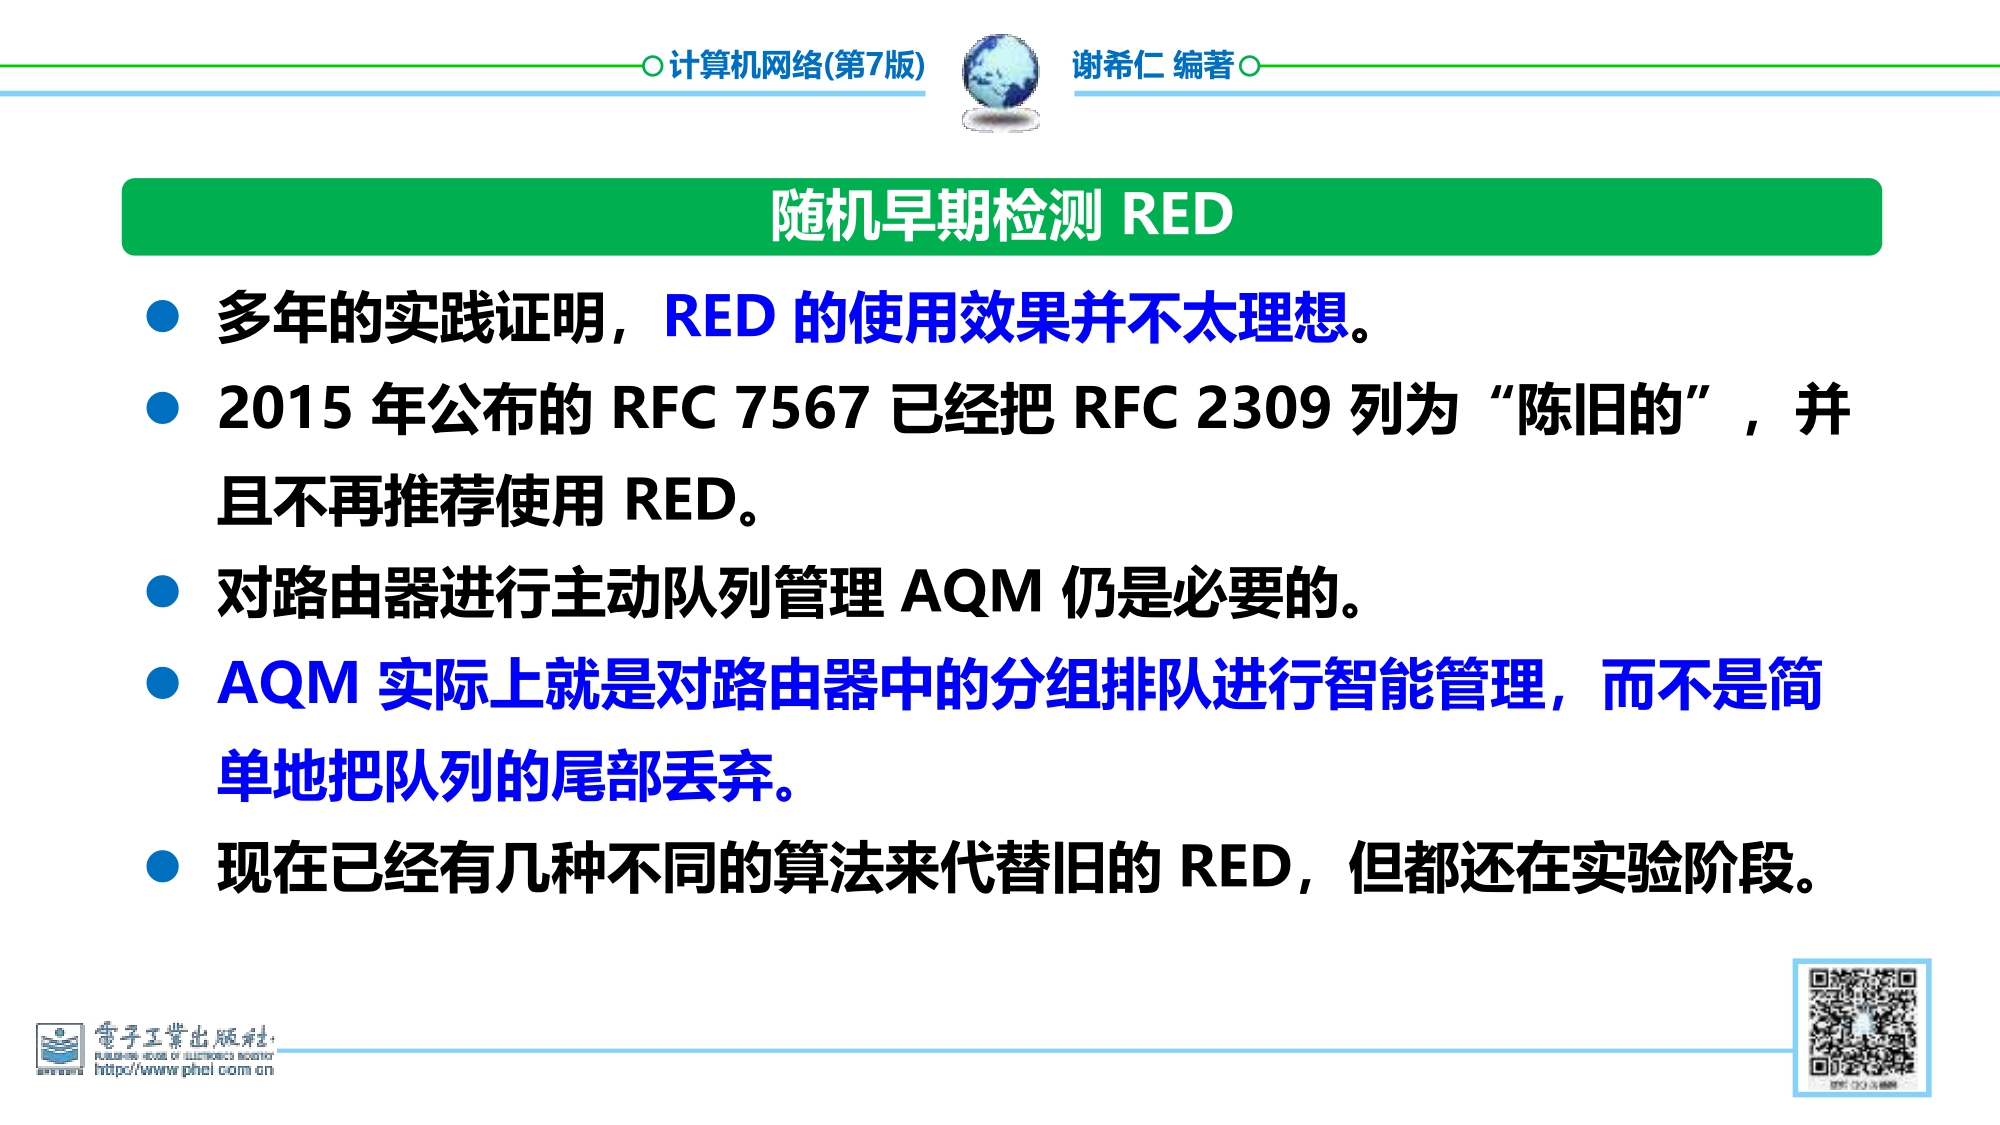 计算机网络(第7版)
谢希仁 编著
随机早期检测 RED
多年的实践证明，RED 的使用效果并不太理想。
2015 年公布的 RFC 7567 已经把 RFC 2309 列为“陈旧的”，并
且不再推荐使用 RED。
对路由器进行主动队列管理 AQM 仍是必要的。
AQM 实际上就是对路由器中的分组排队进行智能管理，而不是简
单地把队列的尾部丢弃。
现在已经有几种不同的算法来代替旧的 RED，但都还在实验阶段。
電子工業出版社
PUBLISHING HOUSE OF ELECTRONICS INDUSTRY
http://www.phei.com.cn